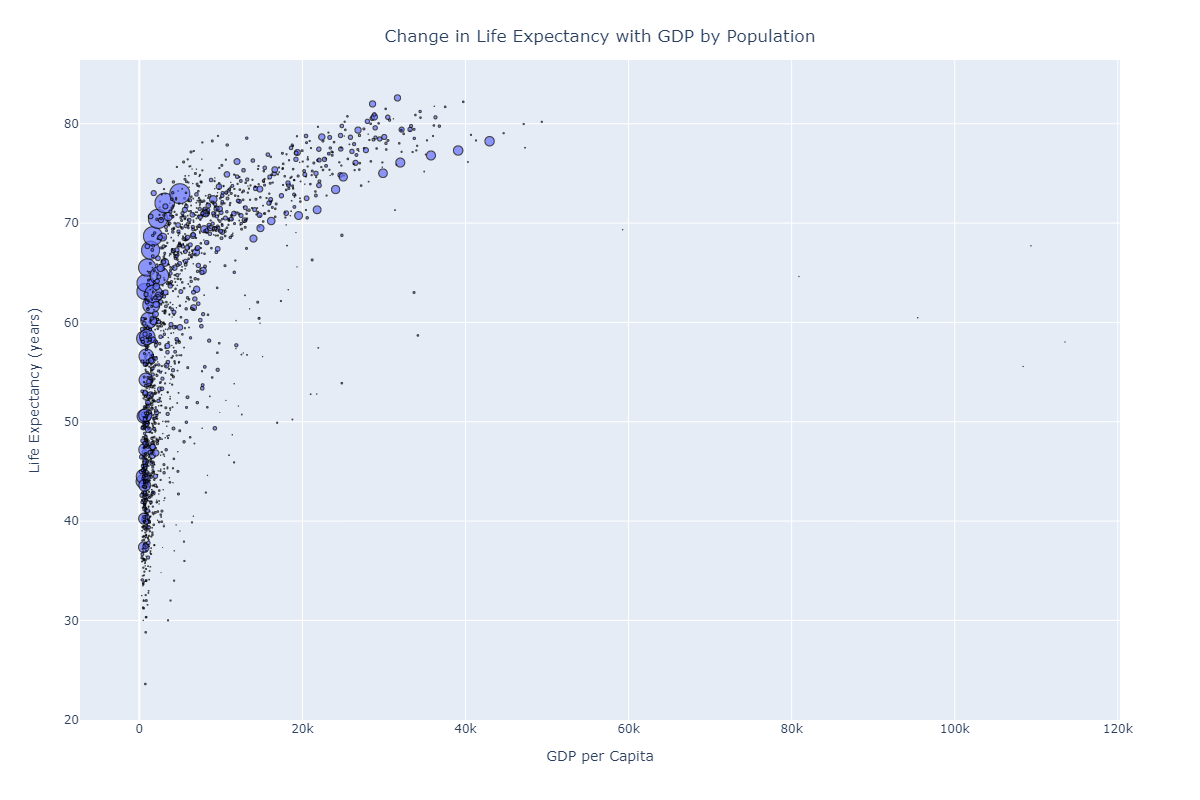 Change in Life Expectancy with GDP by Population
Life Expectancy (years)
80
70
60
50
40
30
20
0
20k
40k
60k
80k
100k
120k
GDP per Capita